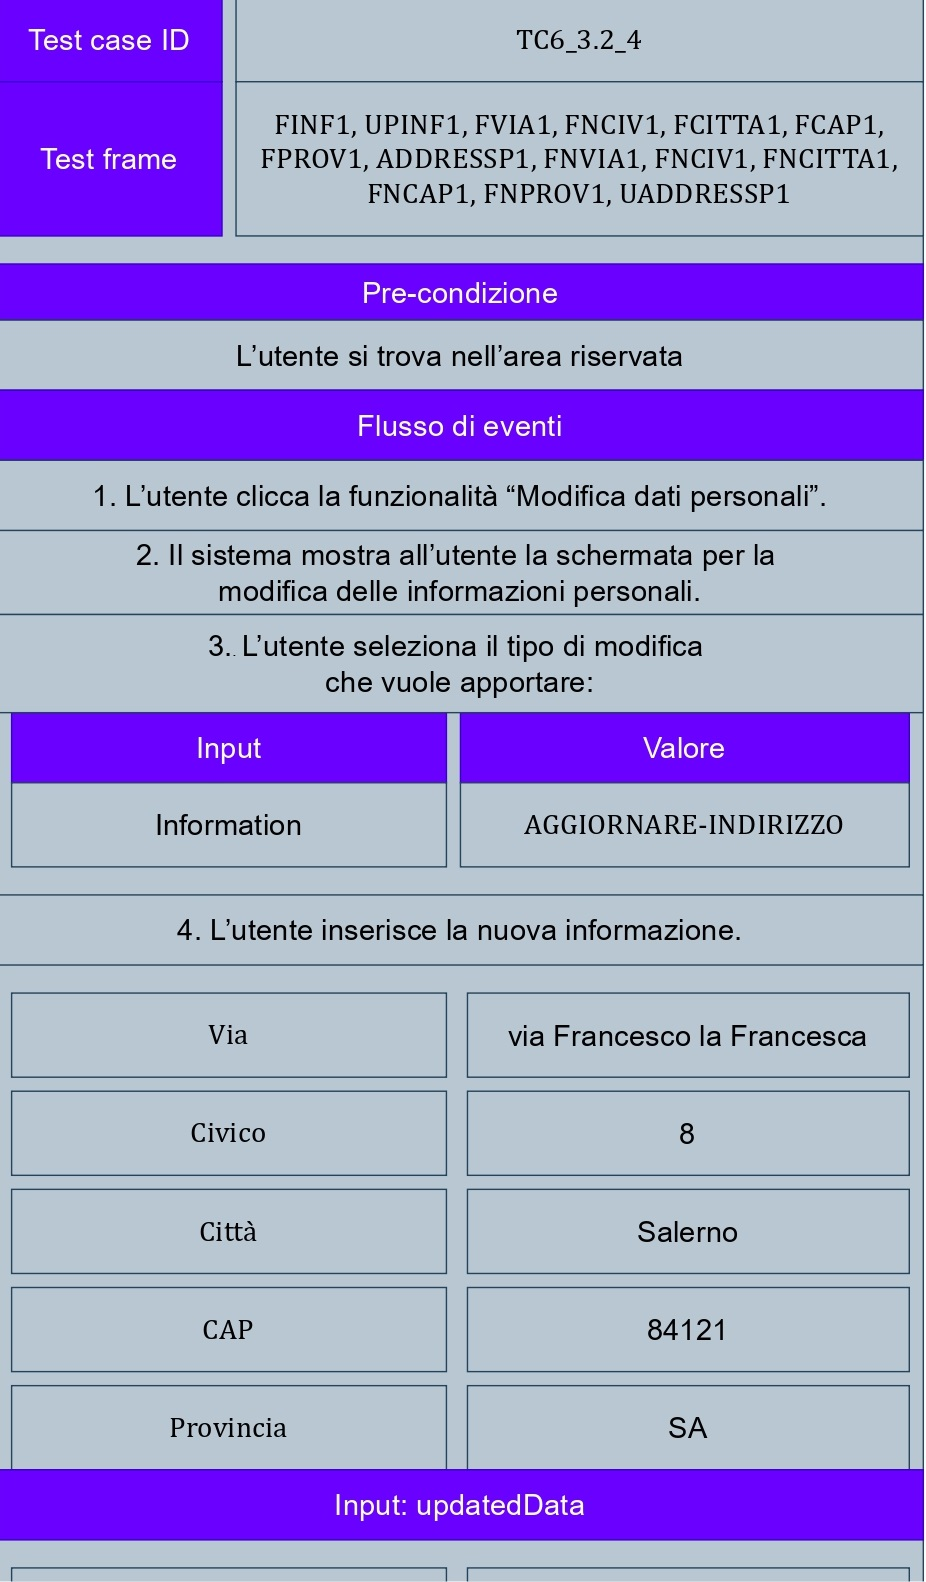 Test case ID
TC6_3.2_4
Test frame
FINF1, UPINF1, FVIA1, FNCIV1, FCITTA1, FCAP1,
FPROV1, ADDRESSP1, FNVIA1, FNCIV1, FNCITTA1,
FNCAP1, FNPROV1, UADDRESSP1
Pre-condizione
L’utente si trova nell’area riservata
Flusso di eventi
1. L’utente clicca la funzionalità “Modifica dati personali”.
2. Il sistema mostra all’utente la schermata per la
modifica delle informazioni personali.
3.. L’utente seleziona il tipo di modifica
che vuole apportare:
Input
Valore
Information
AGGIORNARE-INDIRIZZO
4. L’utente inserisce la nuova informazione.
Via
via Francesco la Francesca
Civico
8
Città
Salerno
CAP
84121
Provincia
SA
Input: updatedData